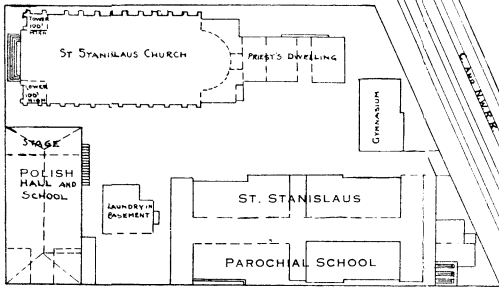 TOWER
100'
HIGH
ST STANISLAUS CHURCH
PRIEST'S DWELLING
TOWER
100'
HIGH
C. AND N.W.R.R.
GYMNASIUM
STAGE
POLISH
HALL AND
SCHOOL
LAUNDRY IN
BASEMENT
ST. STANISLAUS
PAROCHIAL SCHOOL